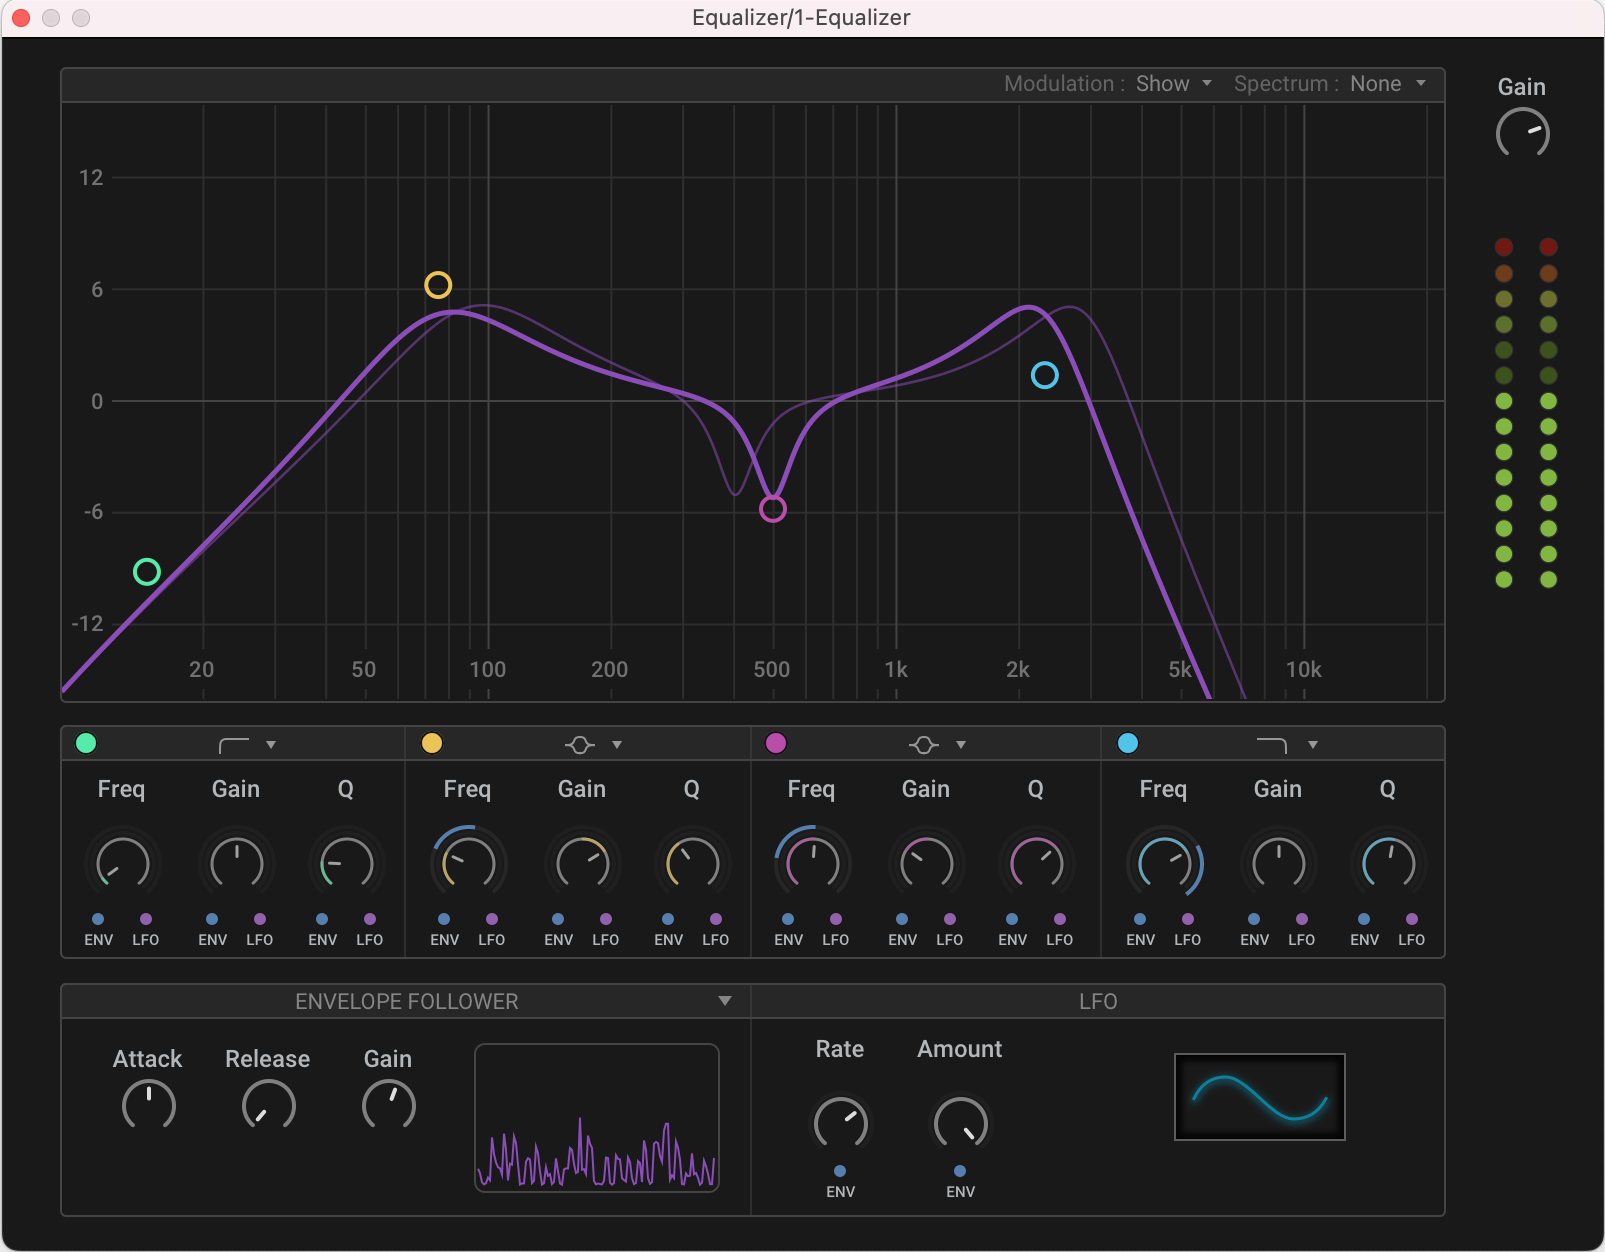 Equalizer/1-Equalizer
Modulation : Show Spectrum : None
Gain
12
6
0
-6
-12
20 50 100 200 500 1k 2k 5k 10k
Freq Gain Q Freq Gain Q Freq Gain Q Freq Gain Q
ENV LFO ENV LFO ENV LFO ENV LFO ENV LFO ENV LFO ENV LFO ENV LFO ENV LFO ENV LFO ENV LFO ENV LFO
ENVELOPE FOLLOWER LFO
Attack Release Gain
Rate Amount
ENV ENV